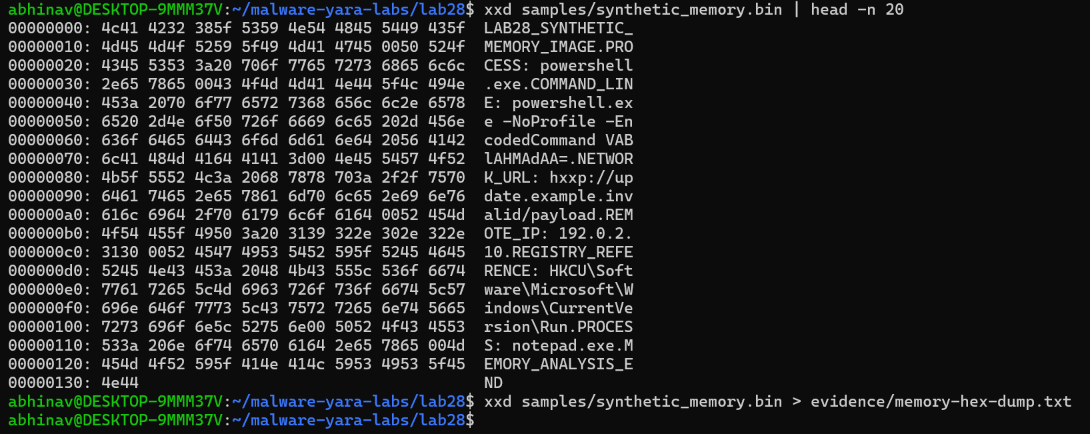 abhinav@DESKTOP-9MMM37V:~/malware-yara-labs/lab28$ xxd samples/synthetic_memory.bin | head -n 20
00000000: 4c41 4232 385f 5359 4e54 4845 5449 435f  LAB28_SYNTHETIC_
00000010: 4d45 4d4f 5259 5f49 4d41 4745 0050 524f  MEMORY_IMAGE.PRO
00000020: 4345 5353 3a20 706f 7765 7273 6865 6c6c  CESS: powershell
00000030: 2e65 7865 0043 4f4d 4d41 4e44 5f4c 494e  .exe.COMMAND_LIN
00000040: 453a 2070 6f77 6572 7368 656c 6c2e 6578  E: powershell.ex
00000050: 6520 2d4e 6f50 726f 6669 6c65 202d 456e  e -NoProfile -En
00000060: 636f 6465 6443 6f6d 6d61 6e64 2056 4142  codedCommand VAB
00000070: 6c41 484d 4164 4141 3d00 4e45 5457 4f52  lAHMAdAA=.NETWOR
00000080: 4b5f 5552 4c3a 2068 7878 703a 2f2f 7570  K_URL: hxxp://up
00000090: 6461 7465 2e65 7861 6d70 6c65 2e69 6e76  date.example.inv
000000a0: 616c 6964 2f70 6179 6c6f 6164 0052 454d  alid/payload.REM
000000b0: 4f54 455f 4950 3a20 3139 322e 302e 322e  OTE_IP: 192.0.2.
000000c0: 3130 0052 4547 4953 5452 595f 5245 4645  10.REGISTRY_REFE
000000d0: 5245 4e43 453a 2048 4b43 555c 536f 6674  RENCE: HKCU\Soft
000000e0: 7761 7265 5c4d 6963 726f 736f 6674 5c57  ware\Microsoft\W
000000f0: 696e 646f 7773 5c43 7572 7265 6e74 5665  indows\CurrentVe
00000100: 7273 696f 6e5c 5275 6e00 5052 4f43 4553  rsion\Run.PROCES
00000110: 533a 206e 6f74 6570 6164 2e65 7865 004d  S: notepad.exe.M
00000120: 454d 4f52 595f 414e 414c 5953 4953 5f45  EMORY_ANALYSIS_E
00000130: 4e44                                     ND
abhinav@DESKTOP-9MMM37V:~/malware-yara-labs/lab28$ xxd samples/synthetic_memory.bin > evidence/memory-hex-dump.txt
abhinav@DESKTOP-9MMM37V:~/malware-yara-labs/lab28$